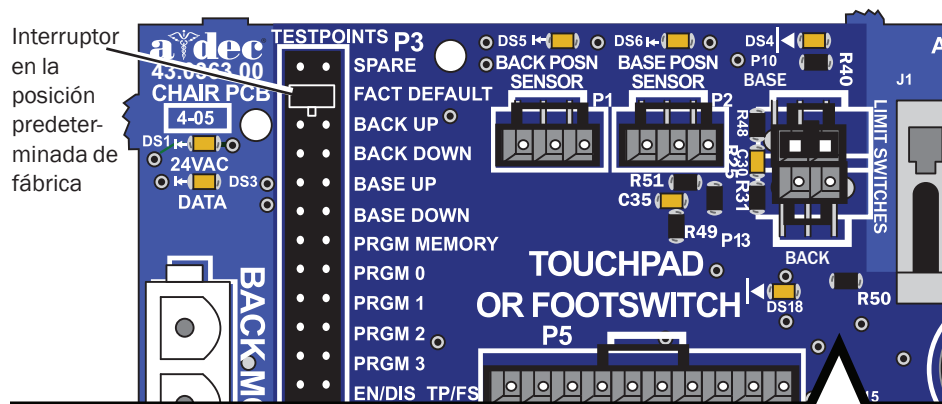 Interruptor
en la
posición
predeter-
minada de
fábrica
a dec
43.0063.00
CHAIR PCB
4-05
DS1
24VAC
DS3
DATA
BACK MO
TESTPOINTS P3
SPARE
FACT DEFAULT
BACK UP
BACK DOWN
BASE UP
BASE DOWN
PRGM MEMORY
PRGM 0
PRGM 1
PRGM 2
PRGM 3
EN/DIS TP/FS
DS5
BACK POSN
SENSOR
P1
DS6
BASE POSN
SENSOR
P2
DS4
P10
BASE
R40
J1
A
R48
C30
R31
R51
C35
R49
P13
LIMIT SWITCHES
BACK
TOUCHPAD
OR FOOTSWITCH
DS18
R50
P5